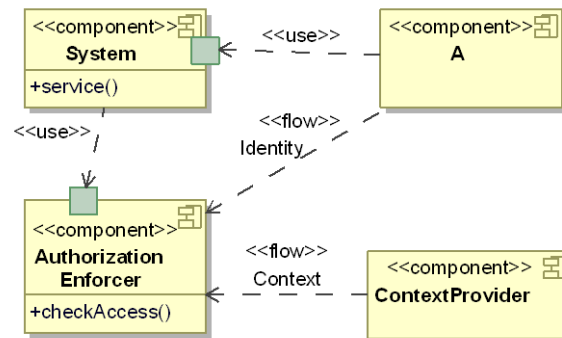 <<component>>
System
+service()
<<use>>
<<component>>
A
<<use>>
<<flow>>
Identity
<<component>>
Authorization
Enforcer
+checkAccess()
<<flow>>
Context
<<component>>
ContextProvider